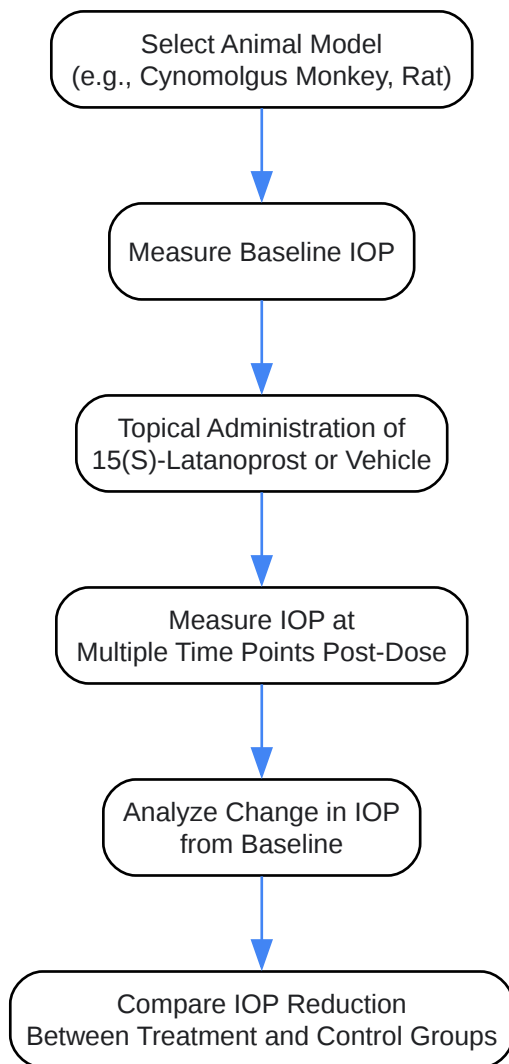 Select Animal Model
(e.g., Cynomolgus Monkey, Rat)
Measure Baseline IOP
Topical Administration of
15(S)-Latanoprost or Vehicle
Measure IOP at
Multiple Time Points Post-Dose
Analyze Change in IOP
from Baseline
Compare IOP Reduction
Between Treatment and Control Groups